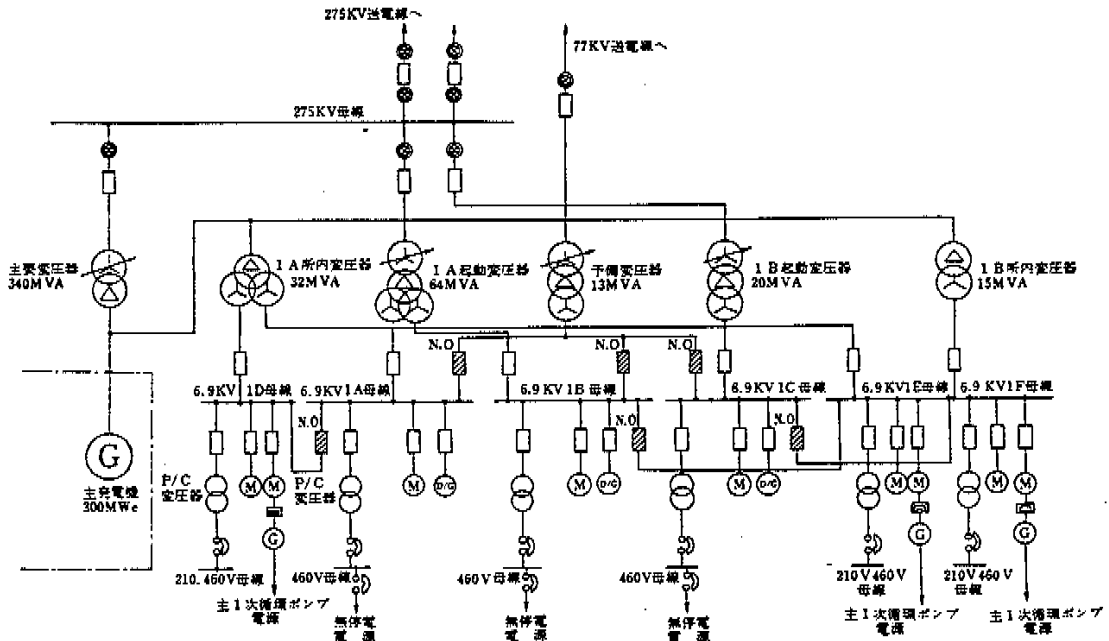 275KV送電線へ
77KV送電線へ
275KV母線
主要変圧器
340MVA
1A所内変圧器
32MVA
1A起動変圧器
64MVA
予備変圧器
13MVA
1B起動変圧器
20MVA
1B所内変圧器
15MVA
N.O
N.O
N.O
6.9KV 1D母線
6.9KV 1A母線
6.9KV 1B母線
6.9KV 1C母線
6.9KV1E母線
6.9KV1F母線
N.O
N.O
N.O
G
主発電機
300MWe
P/C
変圧器
P/C
変圧器
M
M
M
D/G
M
D/G
M
D/G
M
M
M
M
G
G
G
210.460V母線
460V母線
460V母線
460V母線
210V460V
母線
210V460V
母線
主1次循環ポンプ
電源
無停電
電源
無停電
電源
無停電
電源
主1次循環ポンプ
電源
主1次循環ポンプ
電源